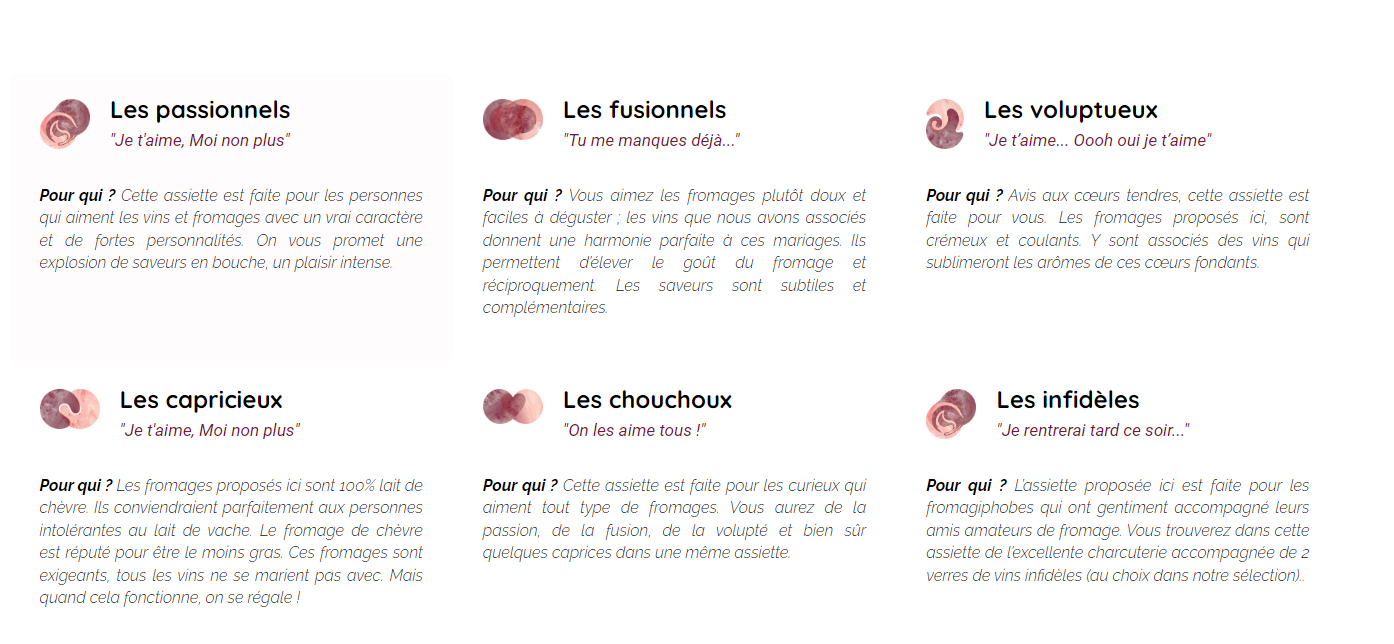 Les passionnels
"Je t'aime, Moi non plus"
Pour qui ? Cette assiette est faite pour les personnes
qui aiment les vins et fromages avec un vrai caractère
et de fortes personnalités. On vous promet une
explosion de saveurs en bouche, un plaisir intense.
Les fusionnels
"Tu me manques déjà..."
Pour qui ? Vous aimez les fromages plutôt doux et
faciles à déguster ; les vins que nous avons associés
donnent une harmonie parfaite à ces mariages. Ils
permettent d'élever le goût du fromage et
réciproquement. Les saveurs sont subtiles et
complémentaires.
Les voluptueux
"Je t’aime... Oooh oui je t’aime"
Pour qui ? Avis aux cœurs tendres, cette assiette est
faite pour vous. Les fromages proposés ici, sont
crémeux et coulants. Y sont associés des vins qui
sublimeront les arômes de ces cœurs fondants.
Les capricieux
"Je t'aime, Moi non plus"
Pour qui ? Les fromages proposés ici sont 100% lait de
chèvre. Ils conviendraient parfaitement aux personnes
intolérantes au lait de vache. Le fromage de chèvre
est réputé pour être le moins gras. Ces fromages sont
exigeants, tous les vins ne se marient pas avec. Mais
quand cela fonctionne, on se régale !
Les chouchoux
"On les aime tous !"
Pour qui ? Cette assiette est faite pour les curieux qui
aiment tout type de fromages. Vous aurez de la
passion, de la fusion, de la volupté et bien sûr
quelques caprices dans une même assiette.
Les infidèles
"Je rentrerai tard ce soir..."
Pour qui ? L'assiette proposée ici est faite pour les
fromagiphobes qui ont gentiment accompagné leurs
amis amateurs de fromage. Vous trouverez dans cette
assiette de l'excellente charcuterie accompagnée de 2
verres de vins infidèles (au choix dans notre sélection)..